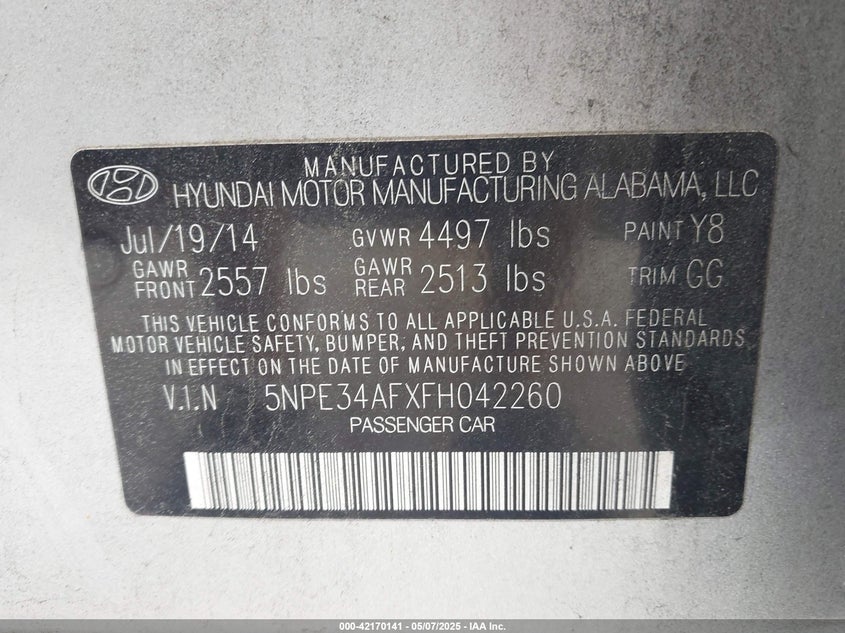 MANUFACTURED BY
HYUNDAI MOTOR MANUFACTURING ALABAMA, LLC
Jul/19/14 GVWR 4497 lbs PAINT Y8
GAWR FRONT 2557 lbs GAWR REAR 2513 lbs TRIM GG
THIS VEHICLE CONFORMS TO ALL APPLICABLE U.S.A. FEDERAL
MOTOR VEHICLE SAFETY, BUMPER, AND THEFT PREVENTION STANDARDS
IN EFFECT ON THE DATE OF MANUFACTURE SHOWN ABOVE
V.I.N 5NPE34AFXFH042260
PASSENGER CAR
000-42170141 - 05/07/2025 - IAA Inc.